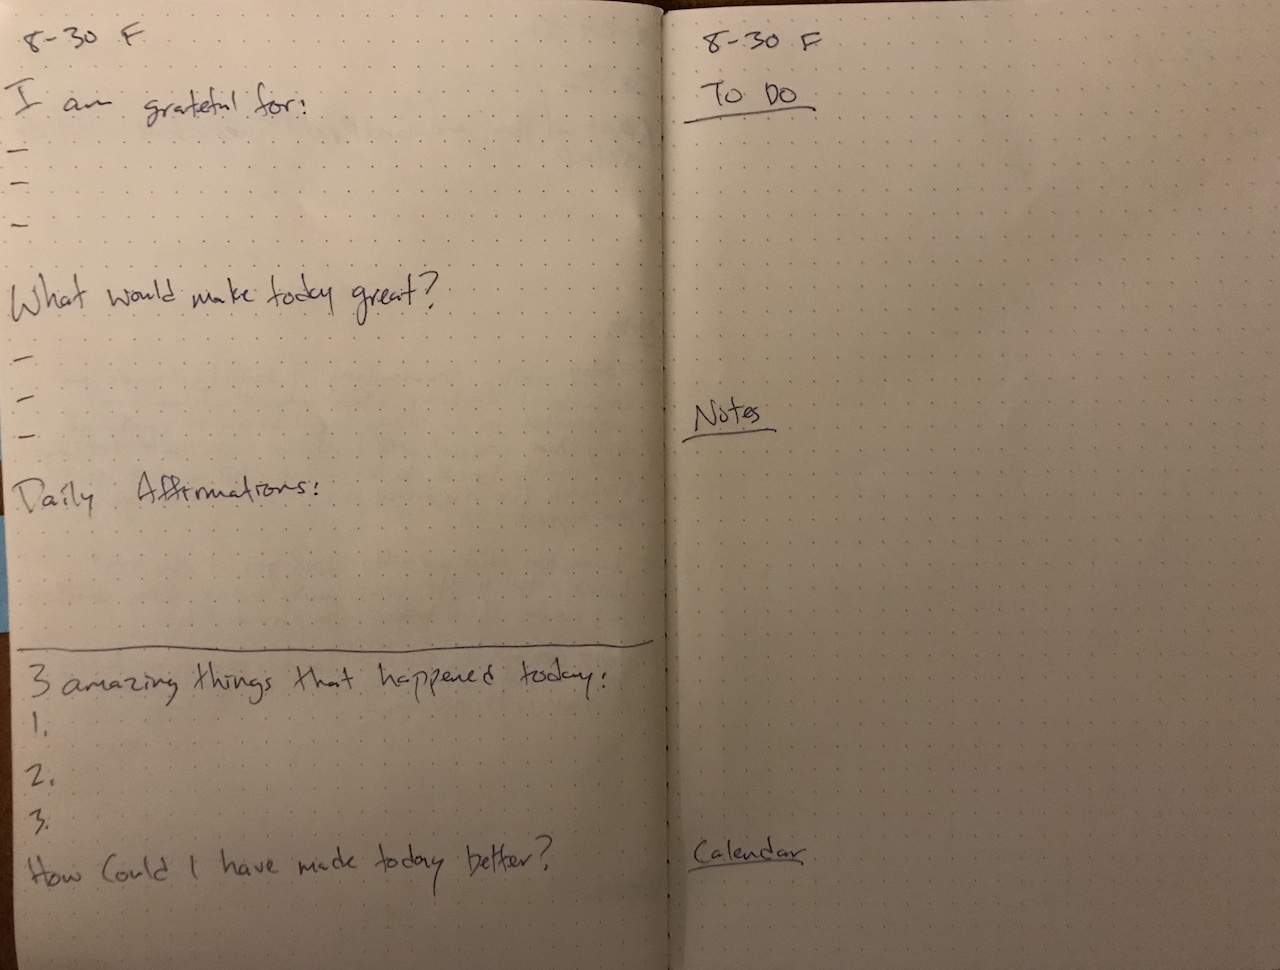 8-30 F
I am grateful for:
-
-
-
What would make today great?
-
-
-
Daily Affirmations:
3 amazing things that happened today:
1.
2.
3.
How Could I have made today better?
8-30 F
To Do
Notes
Calendar